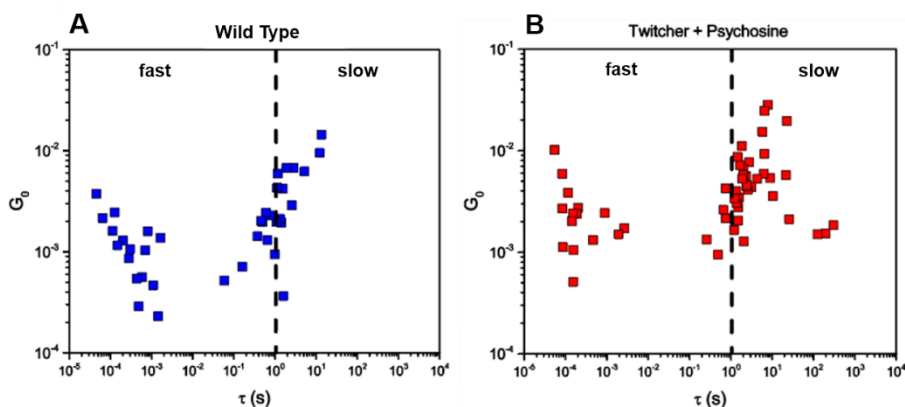 A
Wild Type
fast
slow
10⁻¹
10⁻²
10⁻³
10⁻⁴
G₀
10⁻⁵ 10⁻⁴ 10⁻³ 10⁻² 10⁻¹ 10⁰ 10¹ 10² 10³ 10⁴
τ (s)
B
Twitcher + Psychosine
fast
slow
10⁻¹
10⁻²
10⁻³
10⁻⁴
G₀
10⁻⁵ 10⁻⁴ 10⁻³ 10⁻² 10⁻¹ 10⁰ 10¹ 10² 10³ 10⁴
τ (s)